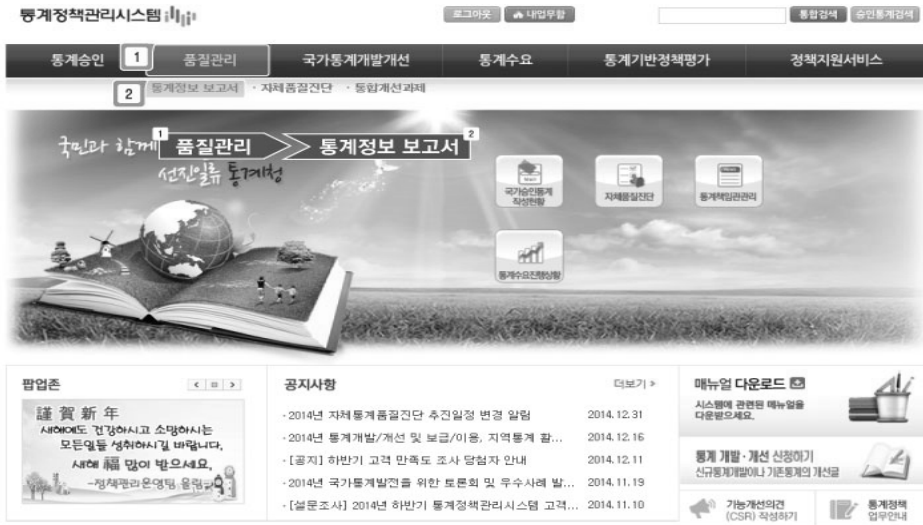 통계정책관리시스템
로그아웃 내업무함 통합검색 승인통계검색
통계승인 1 품질관리 국가통계개발개선 통계수요 통계기반정책평가 정책지원서비스
2 통계정보 보고서 · 자체품질진단 · 통합개선과제
국민과 함께 1 품질관리 통계정보 보고서 2
선진일류 통계청
국가승인통계
작성현황
자체품질진단 통계책임관관리
통계수요진행상황
팝업존
謹賀新年
새해에도 건강하시고 소망하시는
모든일들 성취하시길 바랍니다.
새해 福 많이 받으세요.
-정책관리운영팀 올림-
공지사항 더보기 »
· 2014년 자체통계품질진단 추진일정 변경 알림 2014.12.31
· 2014년 통계개발/개선 및 보급/이용, 지역통계 활... 2014.12.16
· [공지] 하반기 고객 만족도 조사 당첨자 안내 2014.12.11
· 2014년 국가통계발전을 위한 토론회 및 우수사례 발... 2014.11.19
· [설문조사] 2014년 하반기 통계정책관리시스템 고객... 2014.11.10
매뉴얼 다운로드
시스템에 관련된 매뉴얼을
다운받으세요.
통계 개발·개선 신청하기
신규통계개발이나 기존통계의 개선을
기능개선의견
(CSR) 작성하기
통계정책
업무안내